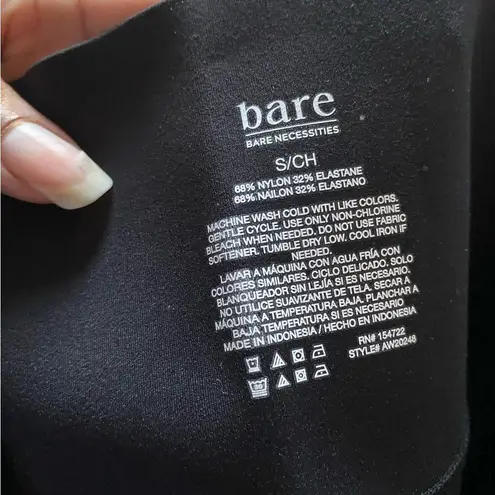 bare
BARE NECESSITIES
S/CH
68% NYLON 32% ELASTANE
68% NAILON 32% ELASTANO
MACHINE WASH COLD WITH LIKE COLORS.
GENTLE CYCLE. USE ONLY NON-CHLORINE
BLEACH WHEN NEEDED. DO NOT USE FABRIC
SOFTENER. TUMBLE DRY LOW. COOL IRON IF
NEEDED.
LAVAR A MÁQUINA CON AGUA FRÍA CON
COLORES SIMILARES. CICLO DELICADO. SOLO
BLANQUEADOR SIN LEJÍA SI ES NECESARIO.
NO UTILICE SUAVIZANTE DE TELA. SECAR A
MÁQUINA A TEMPERATURA BAJA. PLANCHAR A
BAJA TEMPERATURA SI ES NECESARIO.
MADE IN INDONESIA / HECHO EN INDONESIA
RN# 154722
STYLE# AW20248
30